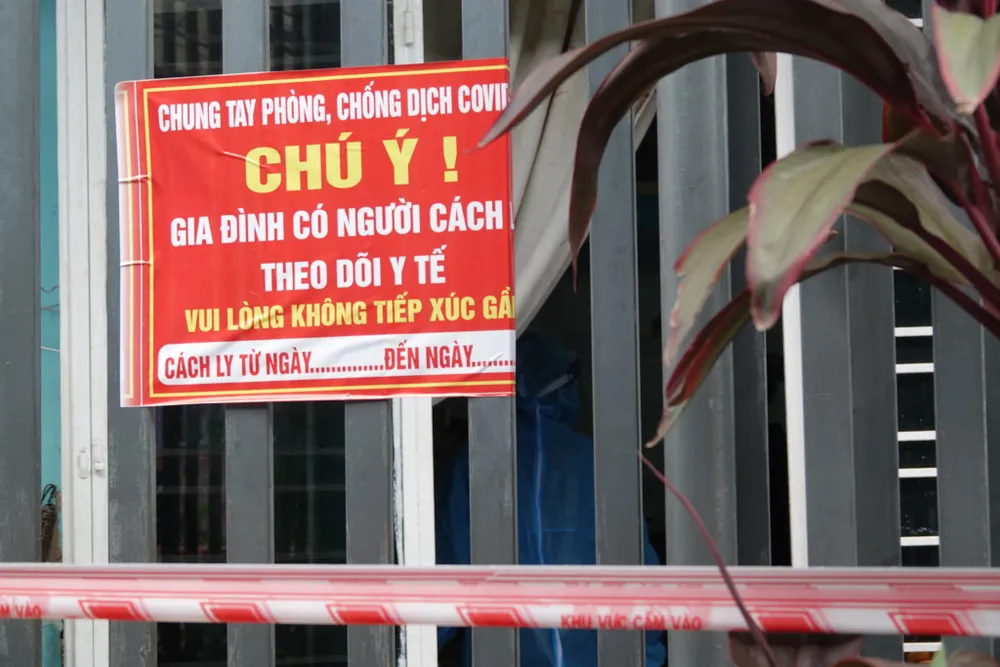 CHUNG TAY PHÒNG, CHỐNG DỊCH COVI
CHÚ Ý !
GIA ĐÌNH CÓ NGƯỜI CÁCH
THEO DÕI Y TẾ
VUI LÒNG KHÔNG TIẾP XÚC GẦ
CÁCH LY TỪ NGÀY..............ĐẾN NGÀY........
M VÀO
KHU VỰC CẤM VÀO